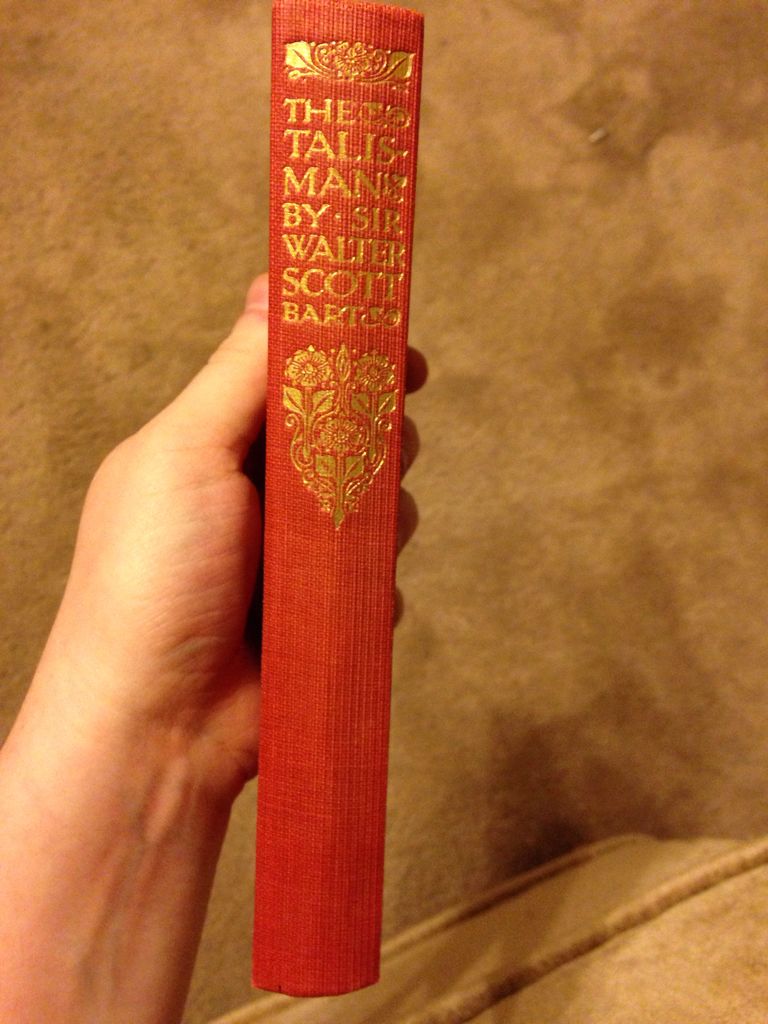 THE
TALIS-
MAN
BY · SIR
WALTER
SCOTT
BART